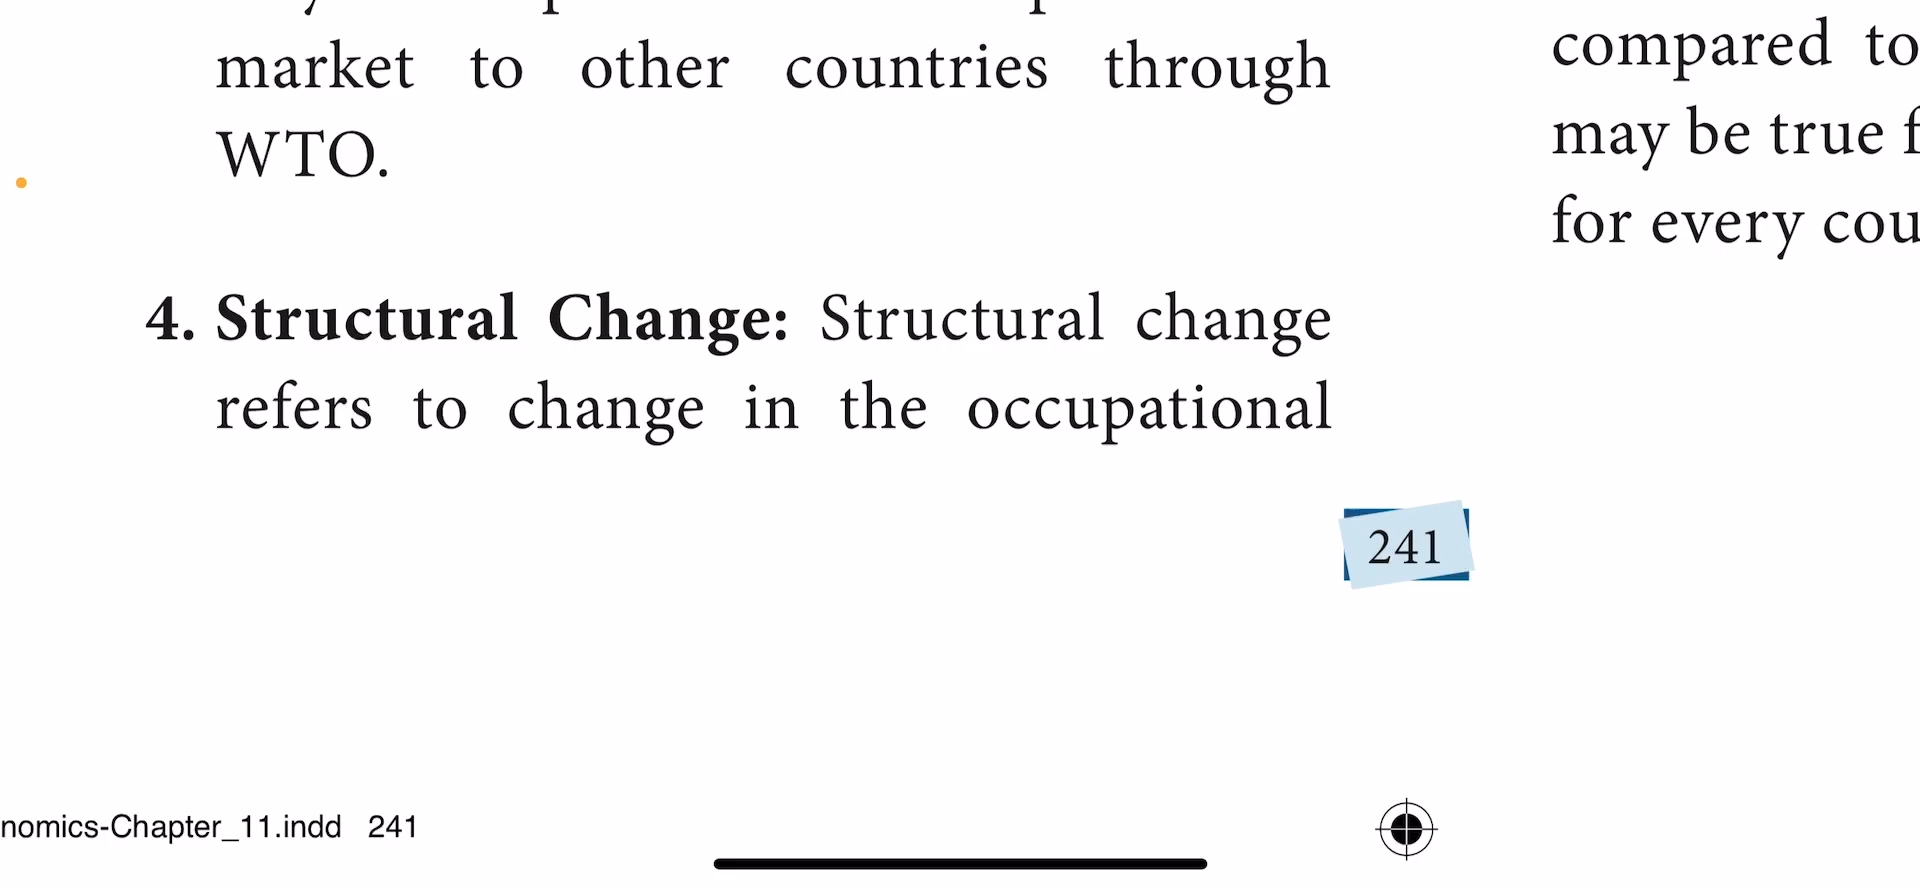 market to other countries through
WTO.
4. Structural Change: Structural change
refers to change in the occupational
compared to
may be true
for every
241
nomics-Chapter_11.indd 241